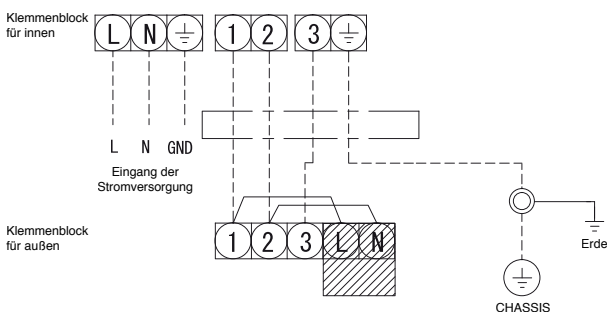 Klemmenblock
für innen
L N 1 2 3
L N GND
Eingang der
Stromversorgung
Klemmenblock
für außen
1 2 3 L N
Erde
CHASSIS